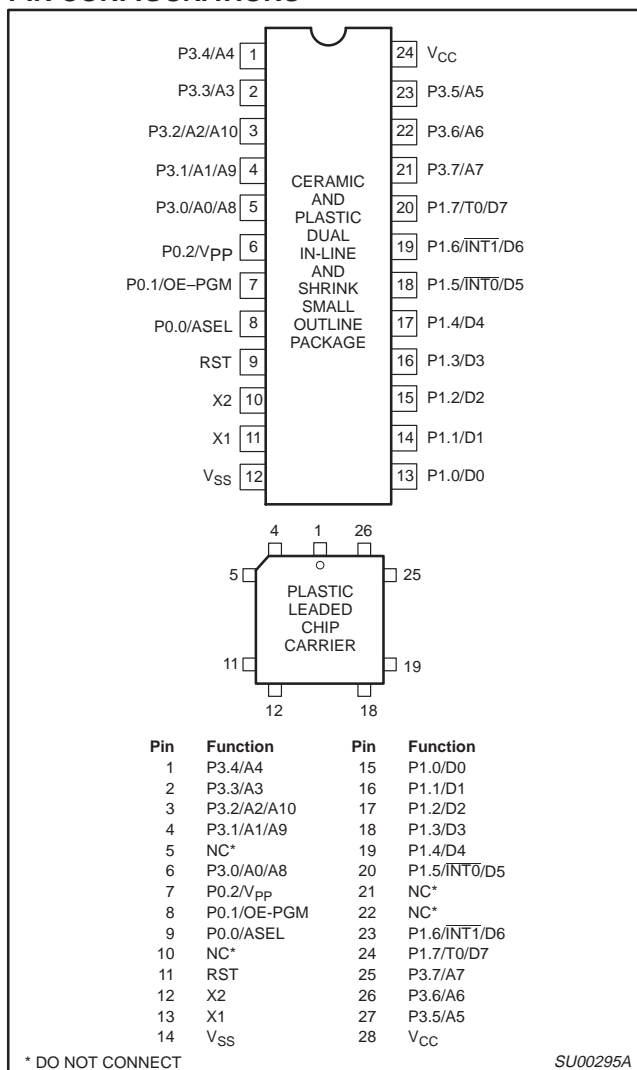 P3.4/A4 1 24 VCC
P3.3/A3 2 23 P3.5/A5
P3.2/A2/A10 3 22 P3.6/A6
P3.1/A1/A9 4 21 P3.7/A7
P3.0/A0/A8 5 20 P1.7/T0/D7
P0.2/VPP 6 19 P1.6/INT1/D6
P0.1/OE–PGM 7 18 P1.5/INT0/D5
P0.0/ASEL 8 17 P1.4/D4
RST 9 16 P1.3/D3
X2 10 15 P1.2/D2
X1 11 14 P1.1/D1
VSS 12 13 P1.0/D0
CERAMIC
AND
PLASTIC
DUAL
IN-LINE
AND
SHRINK
SMALL
OUTLINE
PACKAGE
4 1 26
5 25
PLASTIC
LEADED
CHIP
CARRIER
11 19
12 18
Pin Function Pin Function
1 P3.4/A4 15 P1.0/D0
2 P3.3/A3 16 P1.1/D1
3 P3.2/A2/A10 17 P1.2/D2
4 P3.1/A1/A9 18 P1.3/D3
5 NC* 19 P1.4/D4
6 P3.0/A0/A8 20 P1.5/INT0/D5
7 P0.2/VPP 21 NC*
8 P0.1/OE-PGM 22 NC*
9 P0.0/ASEL 23 P1.6/INT1/D6
10 NC* 24 P1.7/T0/D7
11 RST 25 P3.7/A7
12 X2 26 P3.6/A6
13 X1 27 P3.5/A5
14 VSS 28 VCC
* DO NOT CONNECT SU00295A